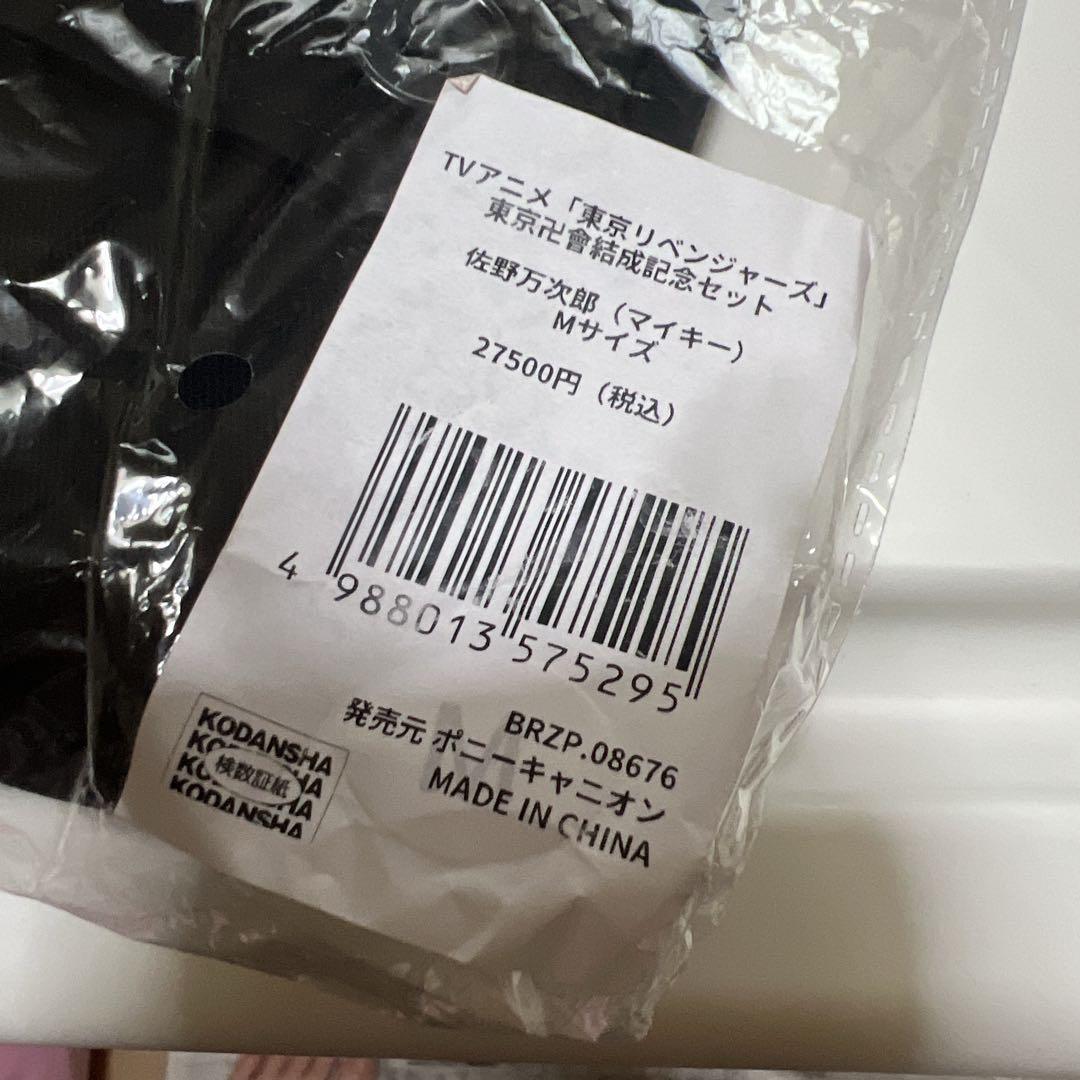 TVアニメ「東京リベンジャーズ」
東京卍會結成記念セット
佐野万次郎（マイキー）
Mサイズ
27500円（税込）
4 988013 575295
BRZP.08676
発売元 ポニーキャニオン
MADE IN CHINA
M
KODANSHA
検数証紙
KODANSHA